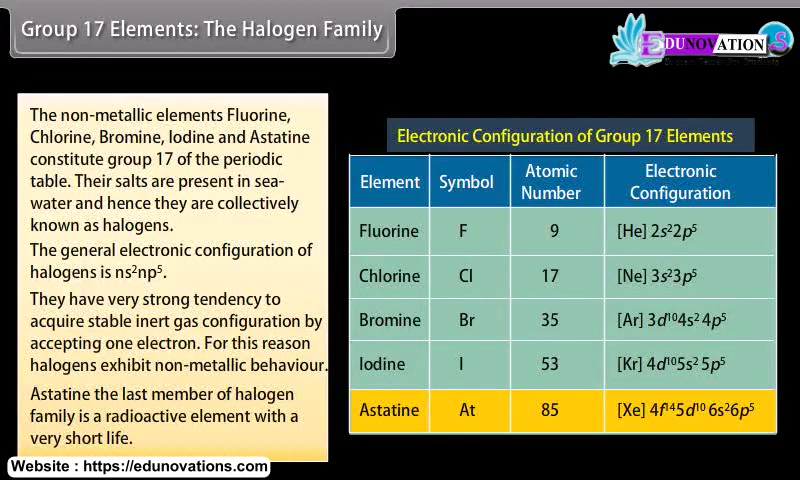 Group 17 Elements: The Halogen Family
EDUNOVATIONS
The non-metallic elements Fluorine,
Chlorine, Bromine, Iodine and Astatine
constitute group 17 of the periodic
table. Their salts are present in sea-
water and hence they are collectively
known as halogens.
The general electronic configuration of
halogens is ns²np⁵.
They have very strong tendency to
acquire stable inert gas configuration by
accepting one electron. For this reason
halogens exhibit non-metallic behaviour.
Astatine the last member of halogen
family is a radioactive element with a
very short life.
Electronic Configuration of Group 17 Elements
Element Symbol Atomic Number Electronic Configuration
Fluorine F 9 [He] 2s²2p⁵
Chlorine Cl 17 [Ne] 3s²3p⁵
Bromine Br 35 [Ar] 3d¹⁰4s² 4p⁵
Iodine I 53 [Kr] 4d¹⁰5s² 5p⁵
Astatine At 85 [Xe] 4f¹⁴5d¹⁰ 6s²6p⁵
Website : https://edunovations.com